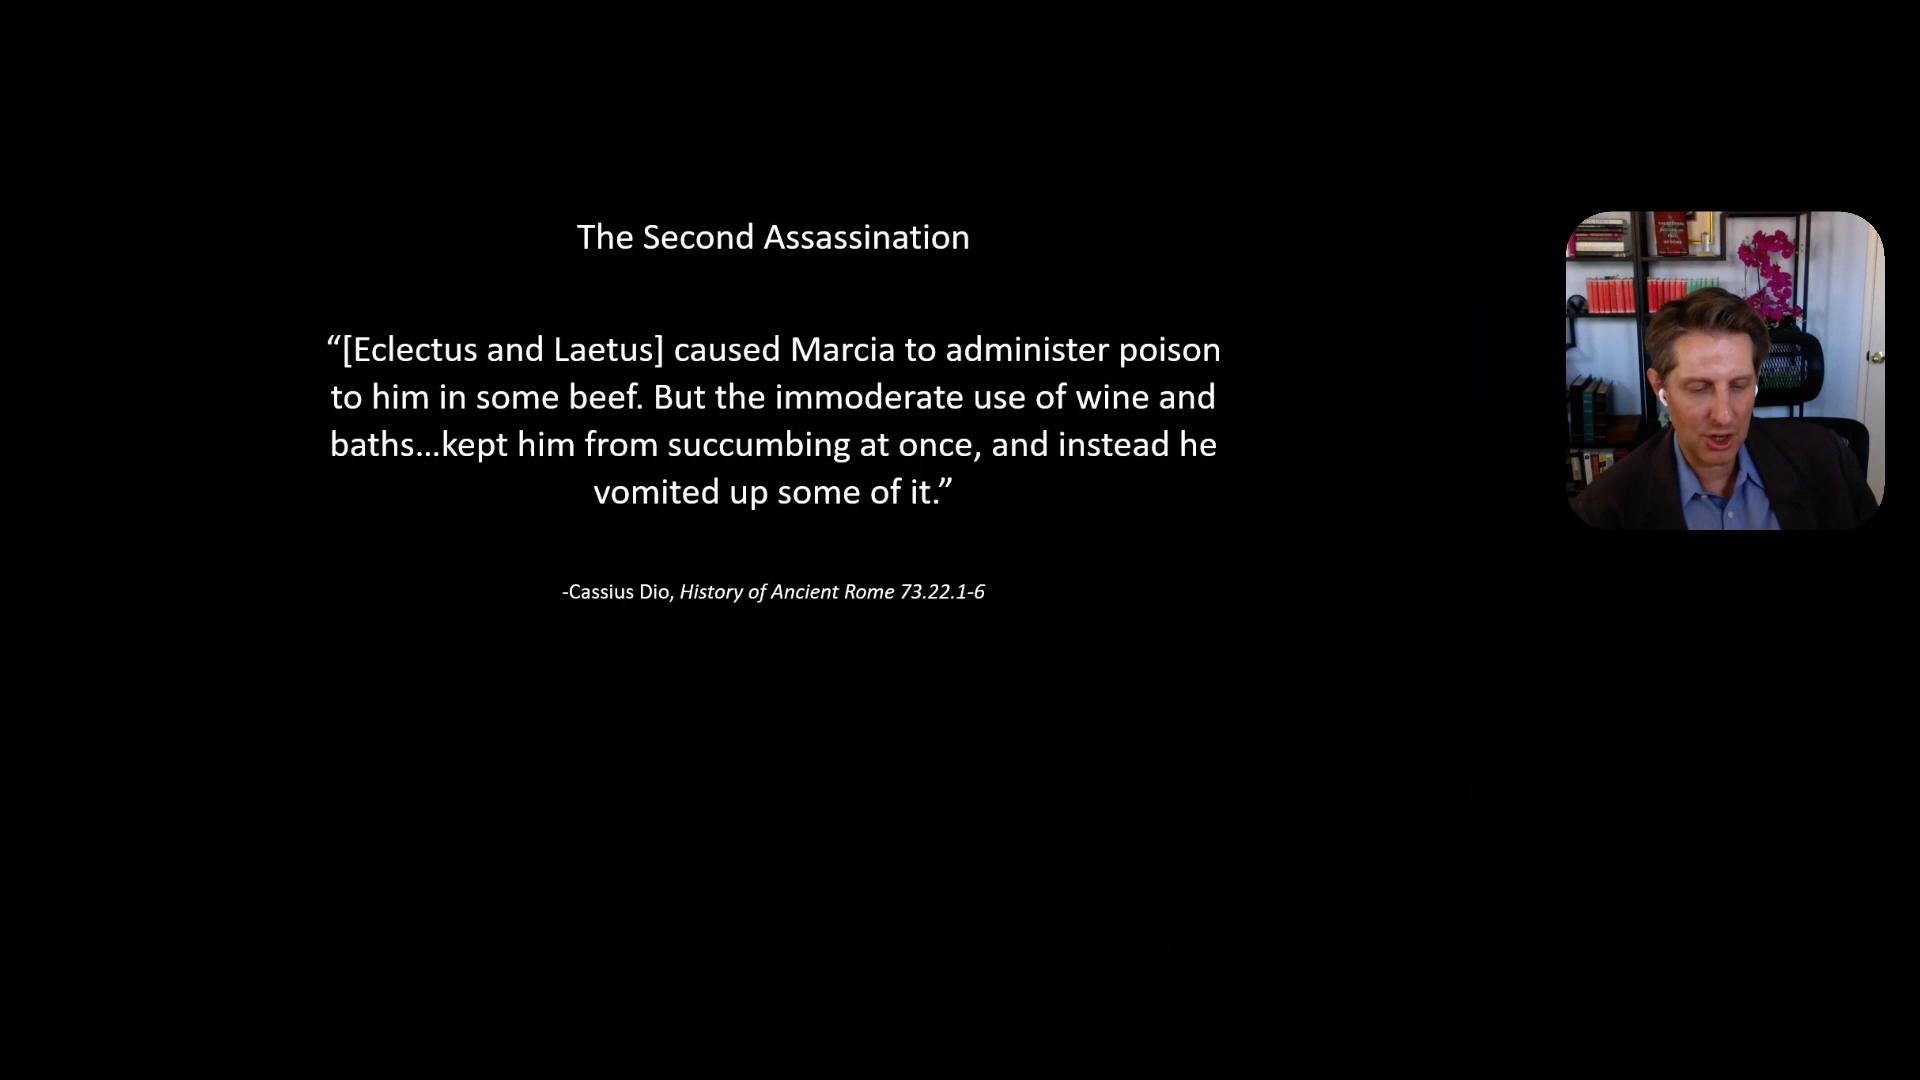 The Second Assassination
“[Eclectus and Laetus] caused Marcia to administer poison
to him in some beef. But the immoderate use of wine and
baths…kept him from succumbing at once, and instead he
vomited up some of it.”
-Cassius Dio, History of Ancient Rome 73.22.1-6